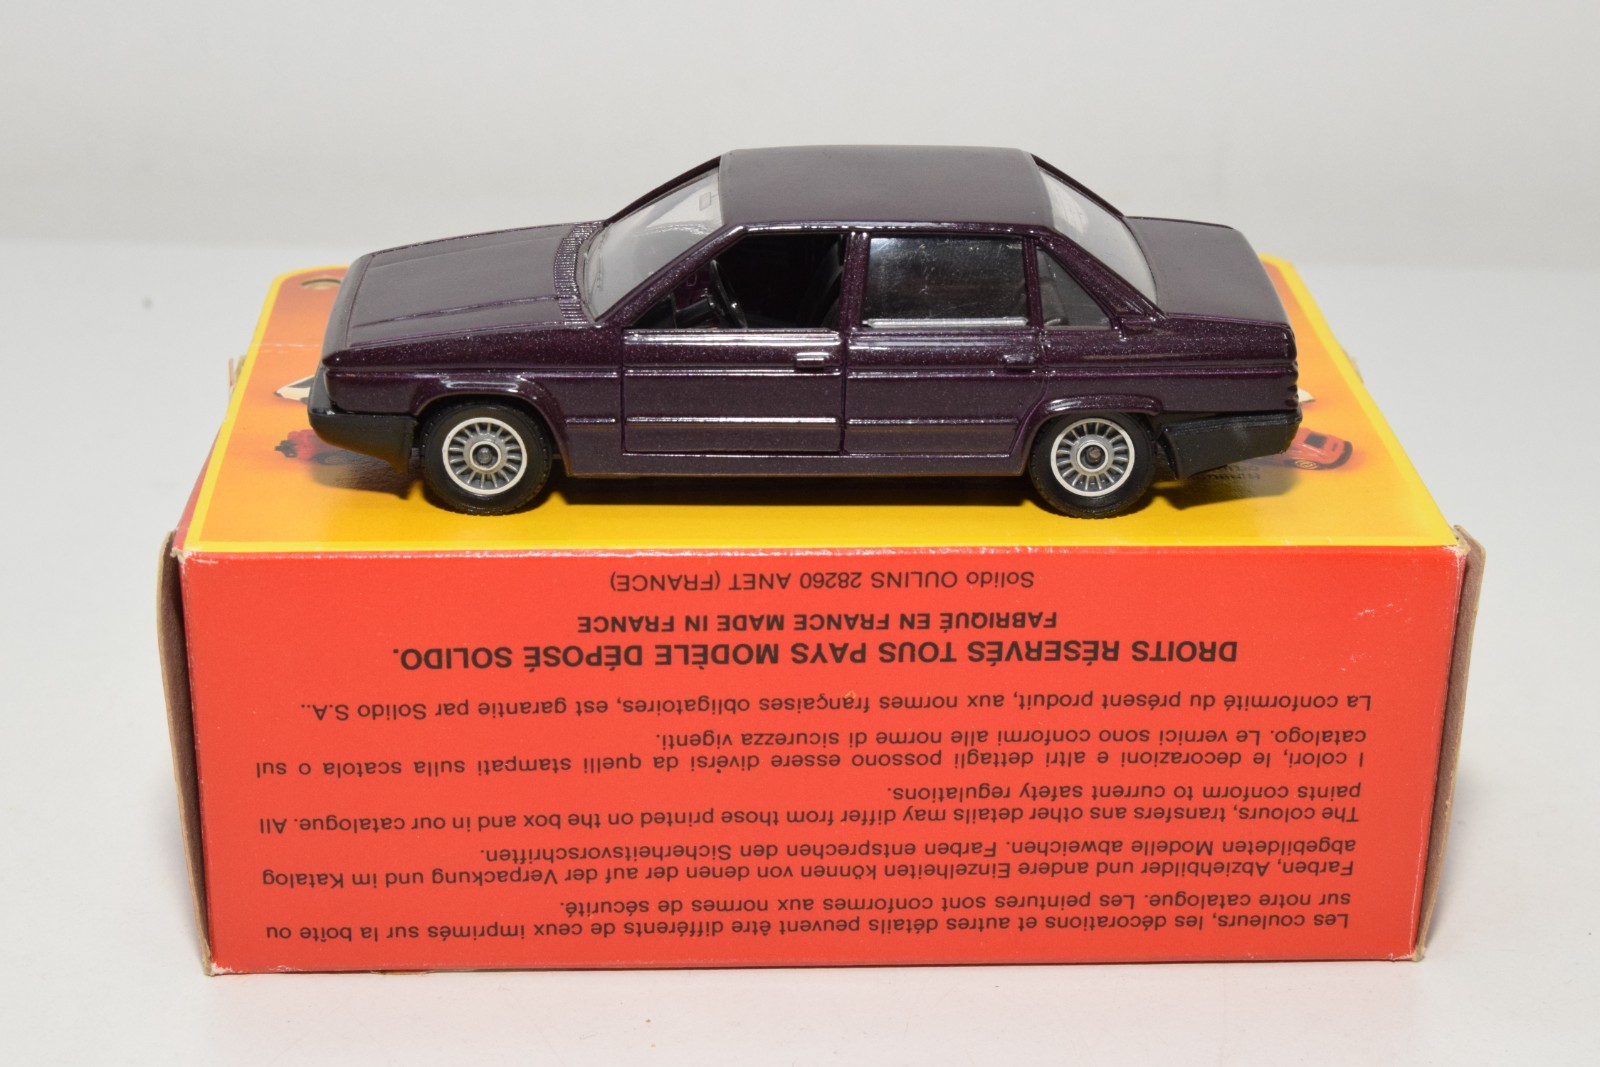 Les couleurs, les décorations et autres détails peuvent être différents de ceux imprimés sur la boîte ou
sur notre catalogue. Les peintures sont conformes aux normes de sécurité.
Farben, Abziehbilder und andere Einzelheiten können von denen der auf der Verpackung und im Katalog
abgebildeten Modelle abweichen. Farben entsprechen den Sicherheitsvorschriften.
The colours, transfers ans other details may differ from those printed on the box and in our catalogue. All
paints conform to current safety regulations.
I colori, le decorazioni e altri dettagli possono essere diversi da quelli stampati sulla scatola o sul
catalogo. Le vernici sono conformi alle norme di sicurezza vigenti.
La conformité du présent produit, aux normes françaises obligatoires, est garantie par Solido S.A..
DROITS RÉSERVÉS TOUS PAYS MODÈLE DÉPOSÉ SOLIDO.
FABRIQUÉ EN FRANCE MADE IN FRANCE
Solido OULINS 28260 ANET (FRANCE)